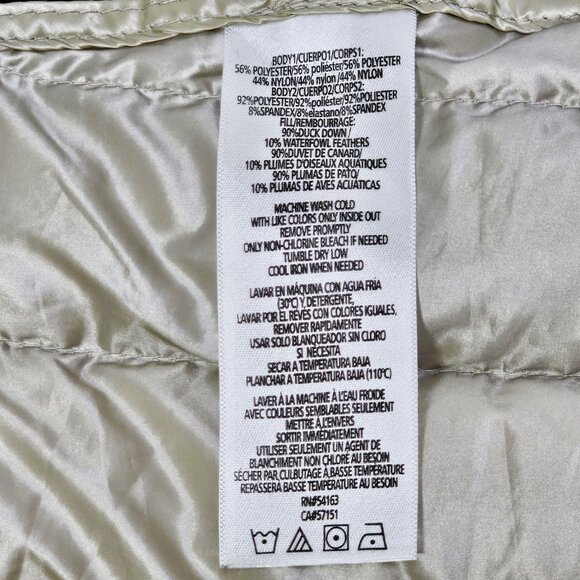 BODY1/CUERPO1/CORPS1:
56% POLYESTER/56% poliéster/56% POLYESTER
44% NYLON/44% nylon/44% NYLON
BODY2/CUERPO2/CORPS2:
92%POLYESTER/92%poliéster/92%POLYESTER
8%SPANDEX/8%elastano/8%SPANDEX
FILL/REMBOURRAGE:
90%DUCK DOWN/
10% WATERFOWL FEATHERS
90%DUVET DE CANARD/
10% PLUMES D'OISEAUX AQUATIQUES
90% PLUMAS DE PATO/
10% PLUMAS DE AVES ACUÁTICAS
MACHINE WASH COLD
WITH LIKE COLORS ONLY INSIDE OUT
REMOVE PROMPTLY
ONLY NON-CHLORINE BLEACH IF NEEDED
TUMBLE DRY LOW
COOL IRON WHEN NEEDED
LAVAR EN MÁQUINA CON AGUA FRIA
(30ºC) Y DETERGENTE,
LAVAR POR EL REVES CON COLORES IGUALES,
REMOVER RAPIDAMENTE
USAR SOLO BLANQUEADOR SIN CLORO
SI NECESITA
SECAR A TEMPERATURA BAJA
PLANCHAR A TEMPERATURA BAJA (110ºC)
LAVER À LA MACHINE À L'EAU FROIDE
AVEC COULEURS SEMBLABLES SEULEMENT
METTRE À L'ENVERS
SORTIR IMMÉDIATEMENT
UTILISER SEULEMENT UN AGENT DE
BLANCHIMENT NON CHLORE AU BESOIN
SÉCHER PAR CULBUTAGE A BASSE TEMPÉRATURE
REPASSERA BASSE TEMPÉRATURE AU BESOIN
RN#54163
CA#57151